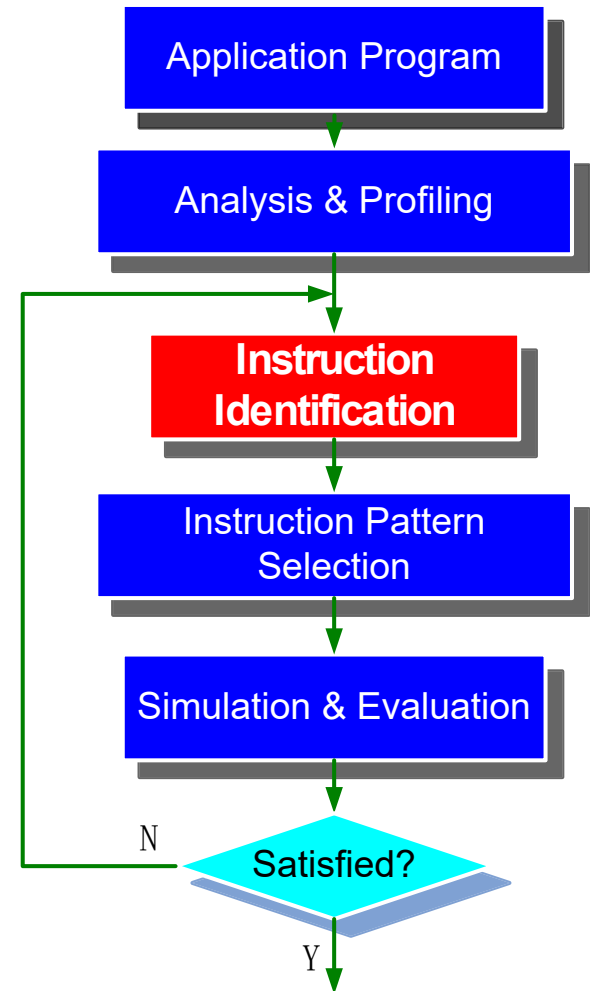 Application Program
Analysis & Profiling
Instruction
Identification
Instruction Pattern
Selection
Simulation & Evaluation
N
Satisfied?
Y